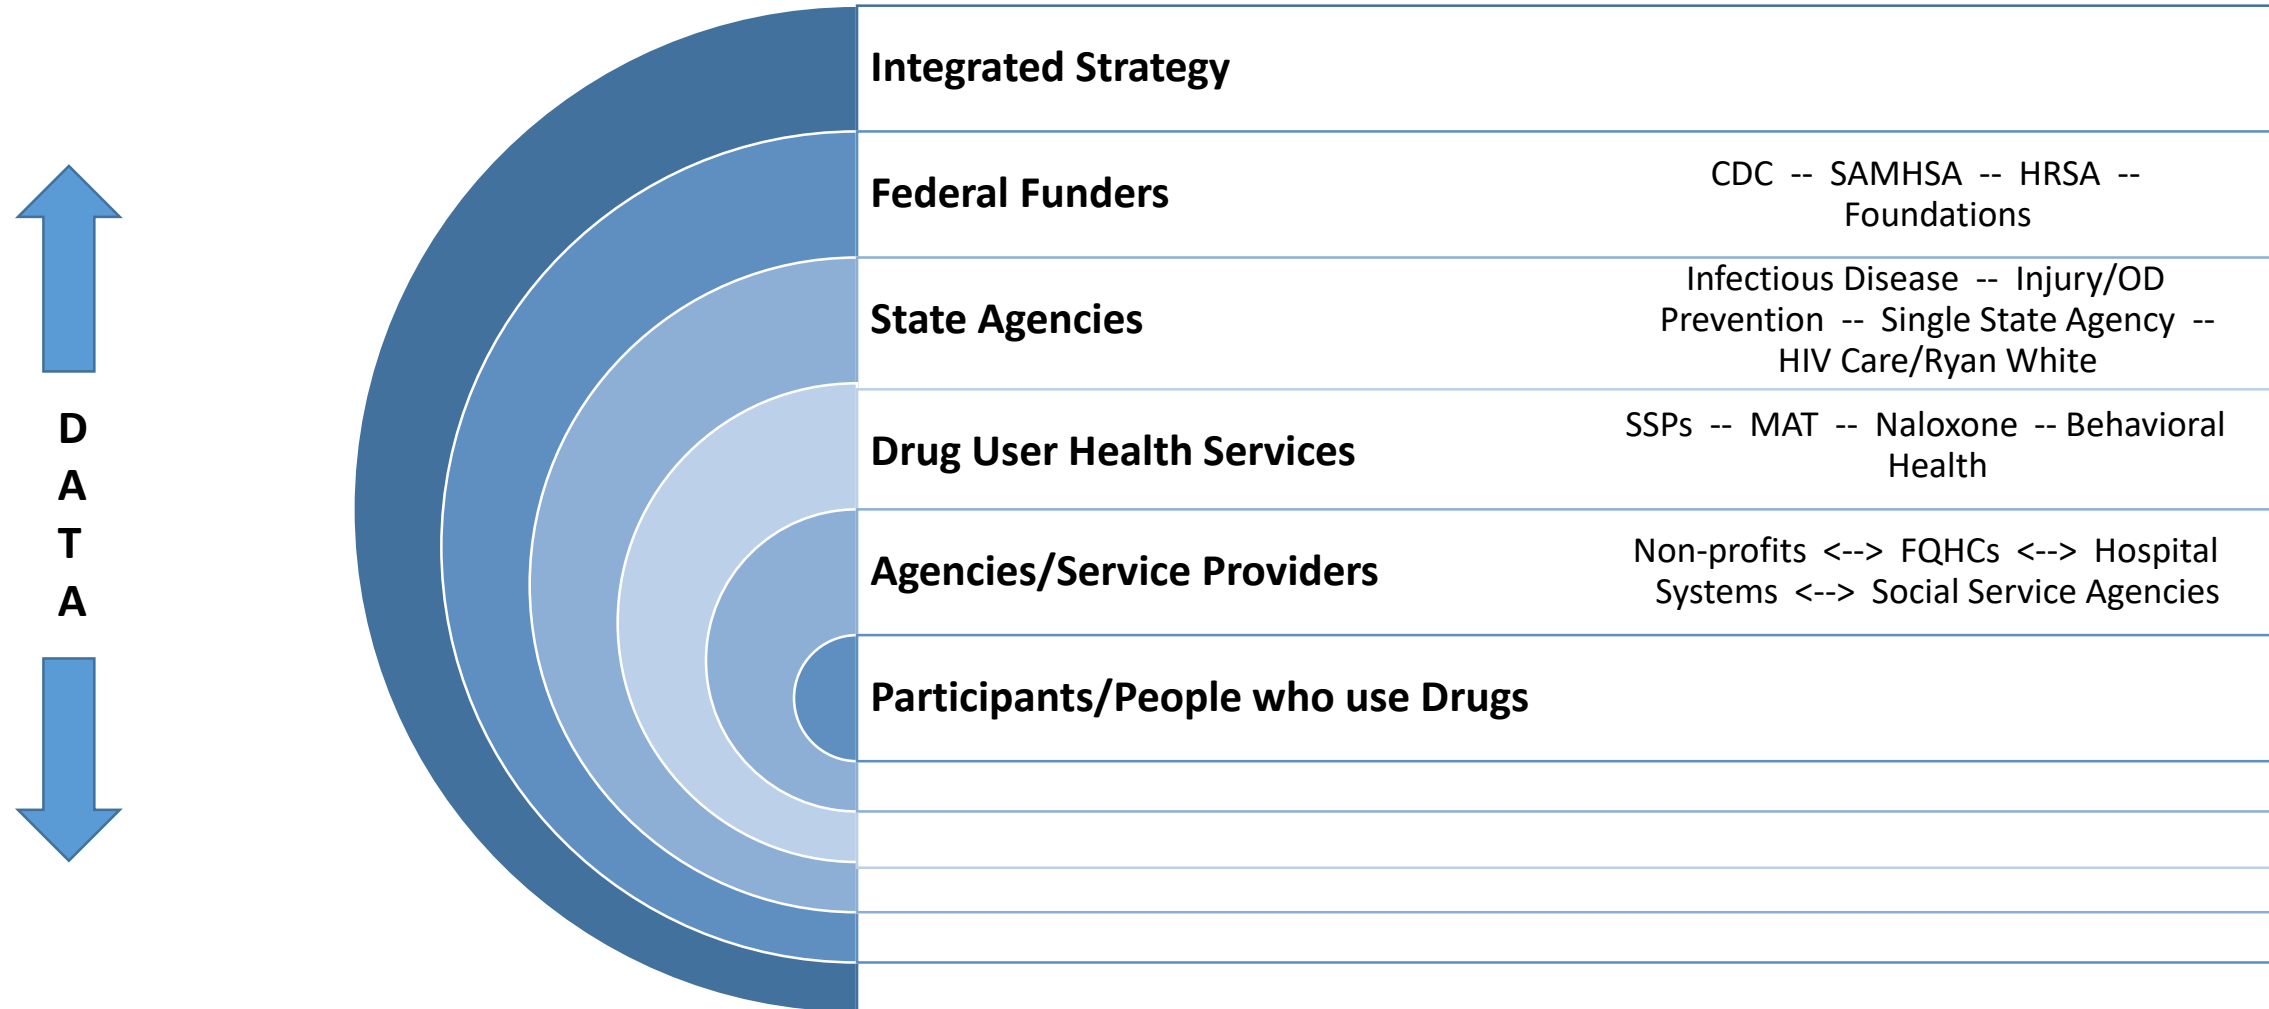 Integrated Strategy
Federal Funders
CDC -- SAMHSA -- HRSA --
Foundations
State Agencies
Infectious Disease -- Injury/OD
Prevention -- Single State Agency --
HIV Care/Ryan White
Drug User Health Services
SSPs -- MAT -- Naloxone -- Behavioral
Health
Agencies/Service Providers
Non-profits <--> FQHCs <--> Hospital
Systems <--> Social Service Agencies
Participants/People who use Drugs
D
A
T
A